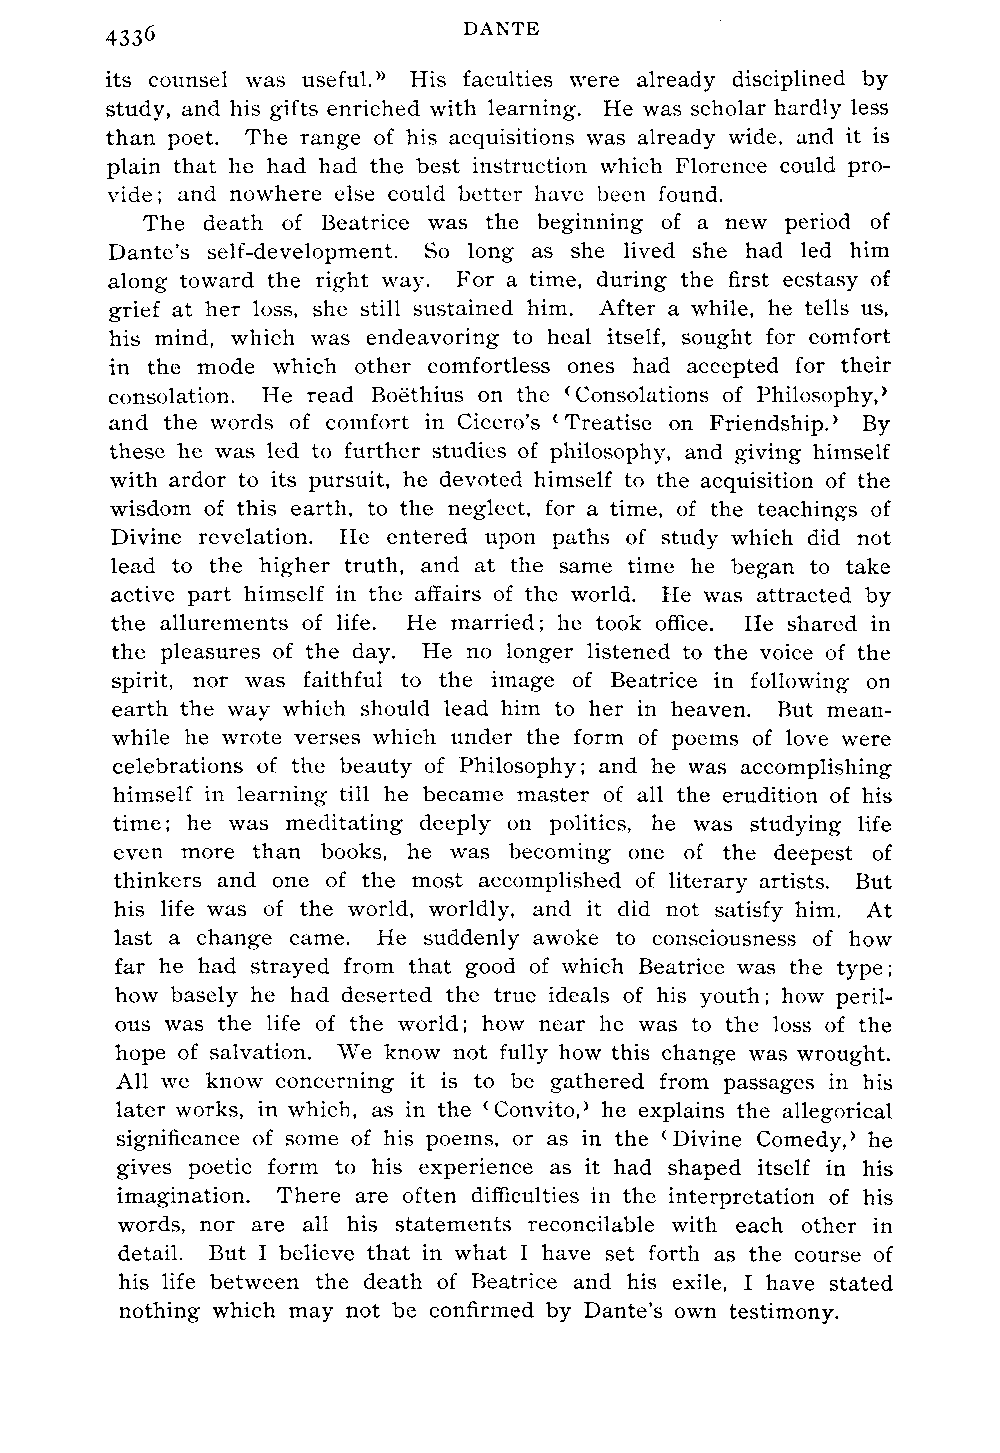 4336
DANTE
its counsel was useful.» His faculties were already disciplined by
study, and his gifts enriched with learning. He was scholar hardly less
than poet. The range of his acquisitions was already wide, and it is
plain that he had had the best instruction which Florence could pro-
vide; and nowhere else could better have been found.
The death of Beatrice was the beginning of a new period of
Dante's self-development. So long as she lived she had led him
along toward the right way. For a time, during the first ecstasy of
grief at her loss, she still sustained him. After a while, he tells us,
his mind, which was endeavoring to heal itself, sought for comfort
in the mode which other comfortless ones had accepted for their
consolation. He read Boëthius on the ‹Consolations of Philosophy,›
and the words of comfort in Cicero's ‹Treatise on Friendship.› By
these he was led to further studies of philosophy, and giving himself
with ardor to its pursuit, he devoted himself to the acquisition of the
wisdom of this earth, to the neglect, for a time, of the teachings of
Divine revelation. He entered upon paths of study which did not
lead to the higher truth, and at the same time he began to take
active part himself in the affairs of the world. He was attracted by
the allurements of life. He married; he took office. He shared in
the pleasures of the day. He no longer listened to the voice of the
spirit, nor was faithful to the image of Beatrice in following on
earth the way which should lead him to her in heaven. But mean-
while he wrote verses which under the form of poems of love were
celebrations of the beauty of Philosophy; and he was accomplishing
himself in learning till he became master of all the erudition of his
time; he was meditating deeply on politics, he was studying life
even more than books, he was becoming one of the deepest of
thinkers and one of the most accomplished of literary artists. But
his life was of the world, worldly, and it did not satisfy him. At
last a change came. He suddenly awoke to consciousness of how
far he had strayed from that good of which Beatrice was the type;
how basely he had deserted the true ideals of his youth; how peril-
ous was the life of the world; how near he was to the loss of the
hope of salvation. We know not fully how this change was wrought.
All we know concerning it is to be gathered from passages in his
later works, in which, as in the ‹Convito,› he explains the allegorical
significance of some of his poems, or as in the ‹Divine Comedy,› he
gives poetic form to his experience as it had shaped itself in his
imagination. There are often difficulties in the interpretation of his
words, nor are all his statements reconcilable with each other in
detail. But I believe that in what I have set forth as the course of
his life between the death of Beatrice and his exile, I have stated
nothing which may not be confirmed by Dante's own testimony.